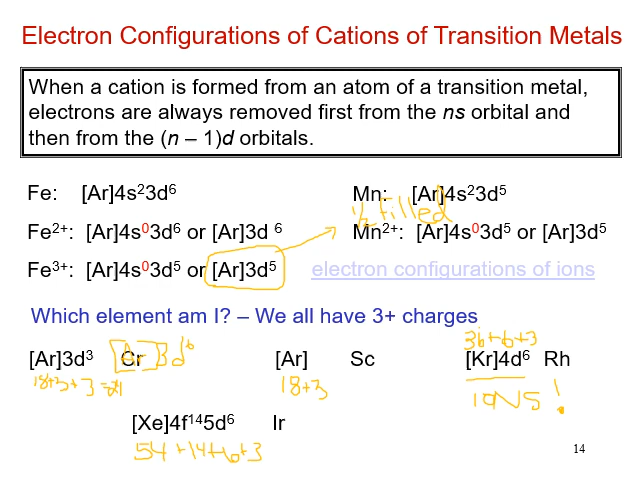 Electron Configurations of Cations of Transition Metals
When a cation is formed from an atom of a transition metal,
electrons are always removed first from the ns orbital and
then from the (n – 1)d orbitals.
Fe: [Ar]4s²3d⁶
Mn: [Ar]4s²3d⁵
½ filled
Fe²⁺: [Ar]4s⁰3d⁶ or [Ar]3d ⁶
Mn²⁺: [Ar]4s⁰3d⁵ or [Ar]3d⁵
Fe³⁺: [Ar]4s⁰3d⁵ or [Ar]3d⁵
electron configurations of ions
Which element am I? – We all have 3+ charges
36+6+3
[Ar]3d³ Cr [Ar]3d⁶
[Ar] Sc
[Kr]4d⁶ Rh
18+3+3=24
18+3
IONS!
[Xe]4f¹⁴5d⁶ Ir
54+14+6+3
14